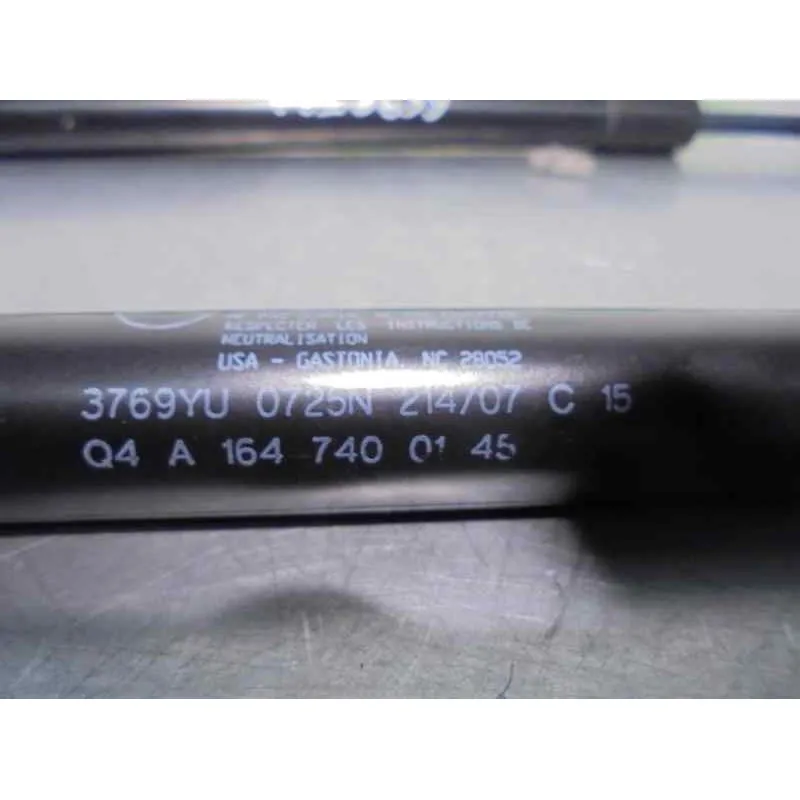 RESPECTER LES INSTRUCTIONS DE
NEUTRALISATION
USA - GASTONIA, NC 28052
3769YU 0725N 214/07 C 15
Q4 A 164 740 01 45